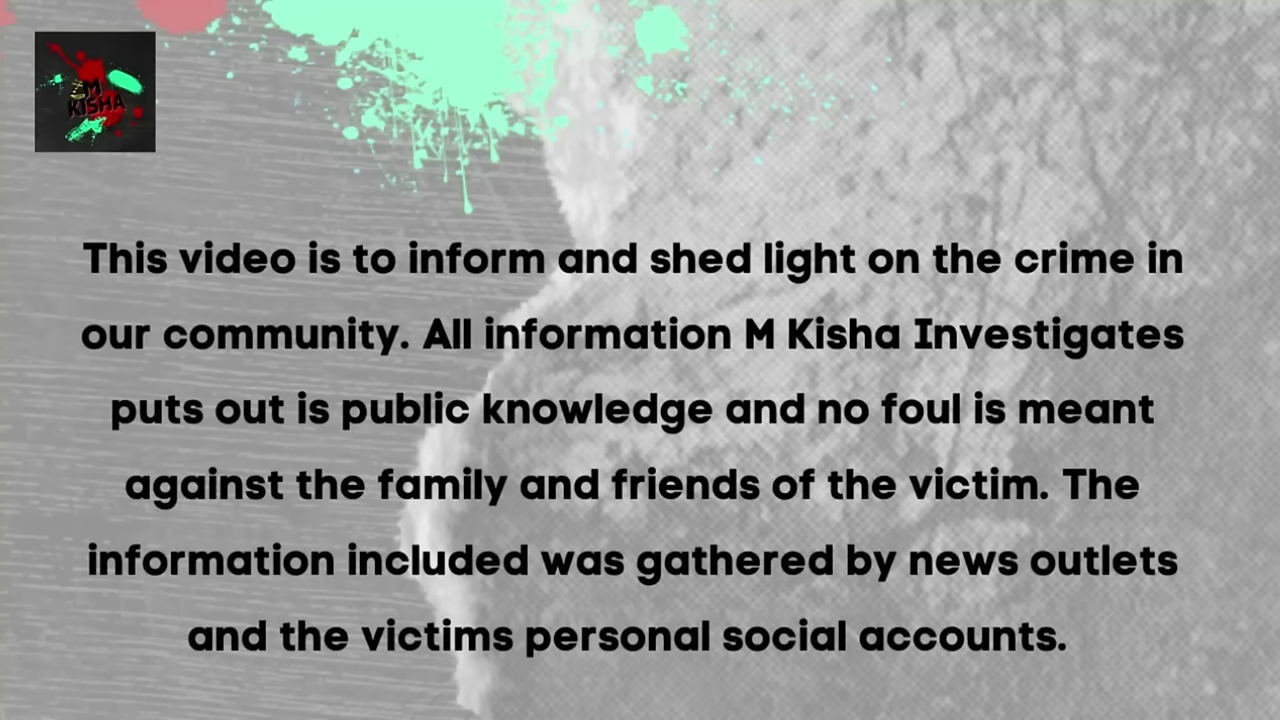 M
KISHA
This video is to inform and shed light on the crime in
our community. All information M Kisha Investigates
puts out is public knowledge and no foul is meant
against the family and friends of the victim. The
information included was gathered by news outlets
and the victims personal social accounts.